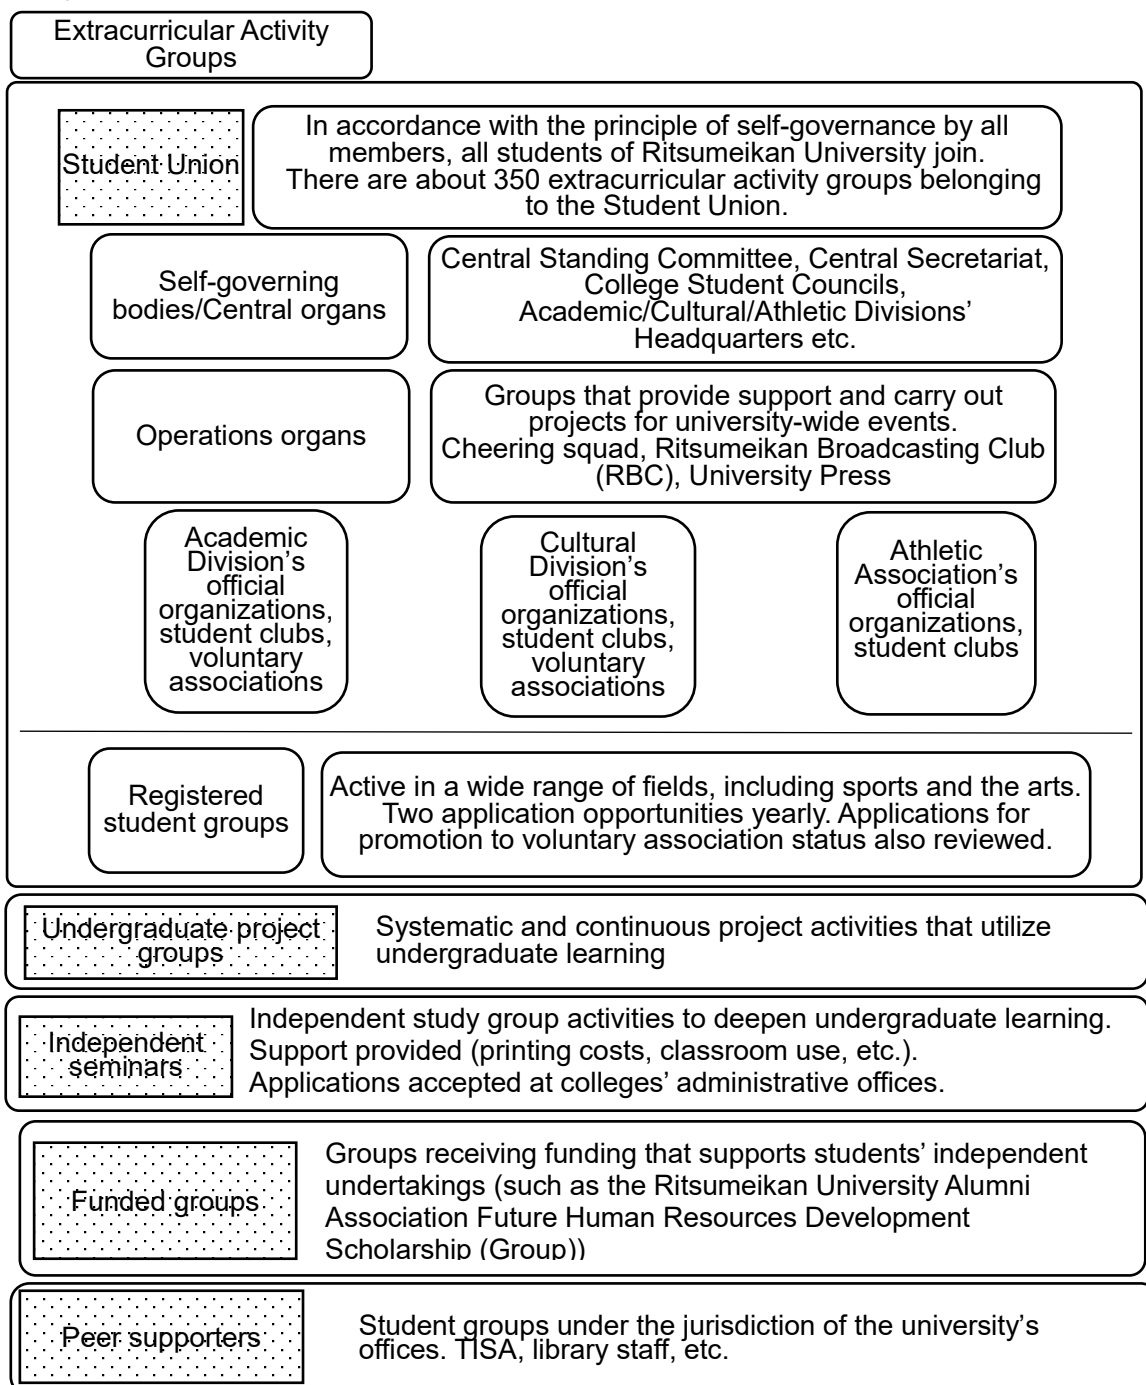 Extracurricular Activity
Groups
Student Union
In accordance with the principle of self-governance by all
members, all students of Ritsumeikan University join.
There are about 350 extracurricular activity groups belonging
to the Student Union.
Self-governing
bodies/Central organs
Central Standing Committee, Central Secretariat,
College Student Councils,
Academic/Cultural/Athletic Divisions’
Headquarters etc.
Operations organs
Groups that provide support and carry out
projects for university-wide events.
Cheering squad, Ritsumeikan Broadcasting Club
(RBC), University Press
Academic
Division’s
official
organizations,
student clubs,
voluntary
associations
Cultural
Division’s
official
organizations,
student clubs,
voluntary
associations
Athletic
Association’s
official
organizations,
student clubs
Registered
student groups
Active in a wide range of fields, including sports and the arts.
Two application opportunities yearly. Applications for
promotion to voluntary association status also reviewed.
Undergraduate project
groups
Systematic and continuous project activities that utilize
undergraduate learning
Independent
seminars
Independent study group activities to deepen undergraduate learning.
Support provided (printing costs, classroom use, etc.).
Applications accepted at colleges’ administrative offices.
Funded groups
Groups receiving funding that supports students’ independent
undertakings (such as the Ritsumeikan University Alumni
Association Future Human Resources Development
Scholarship (Group))
Peer supporters
Student groups under the jurisdiction of the university’s
offices. TISA, library staff, etc.